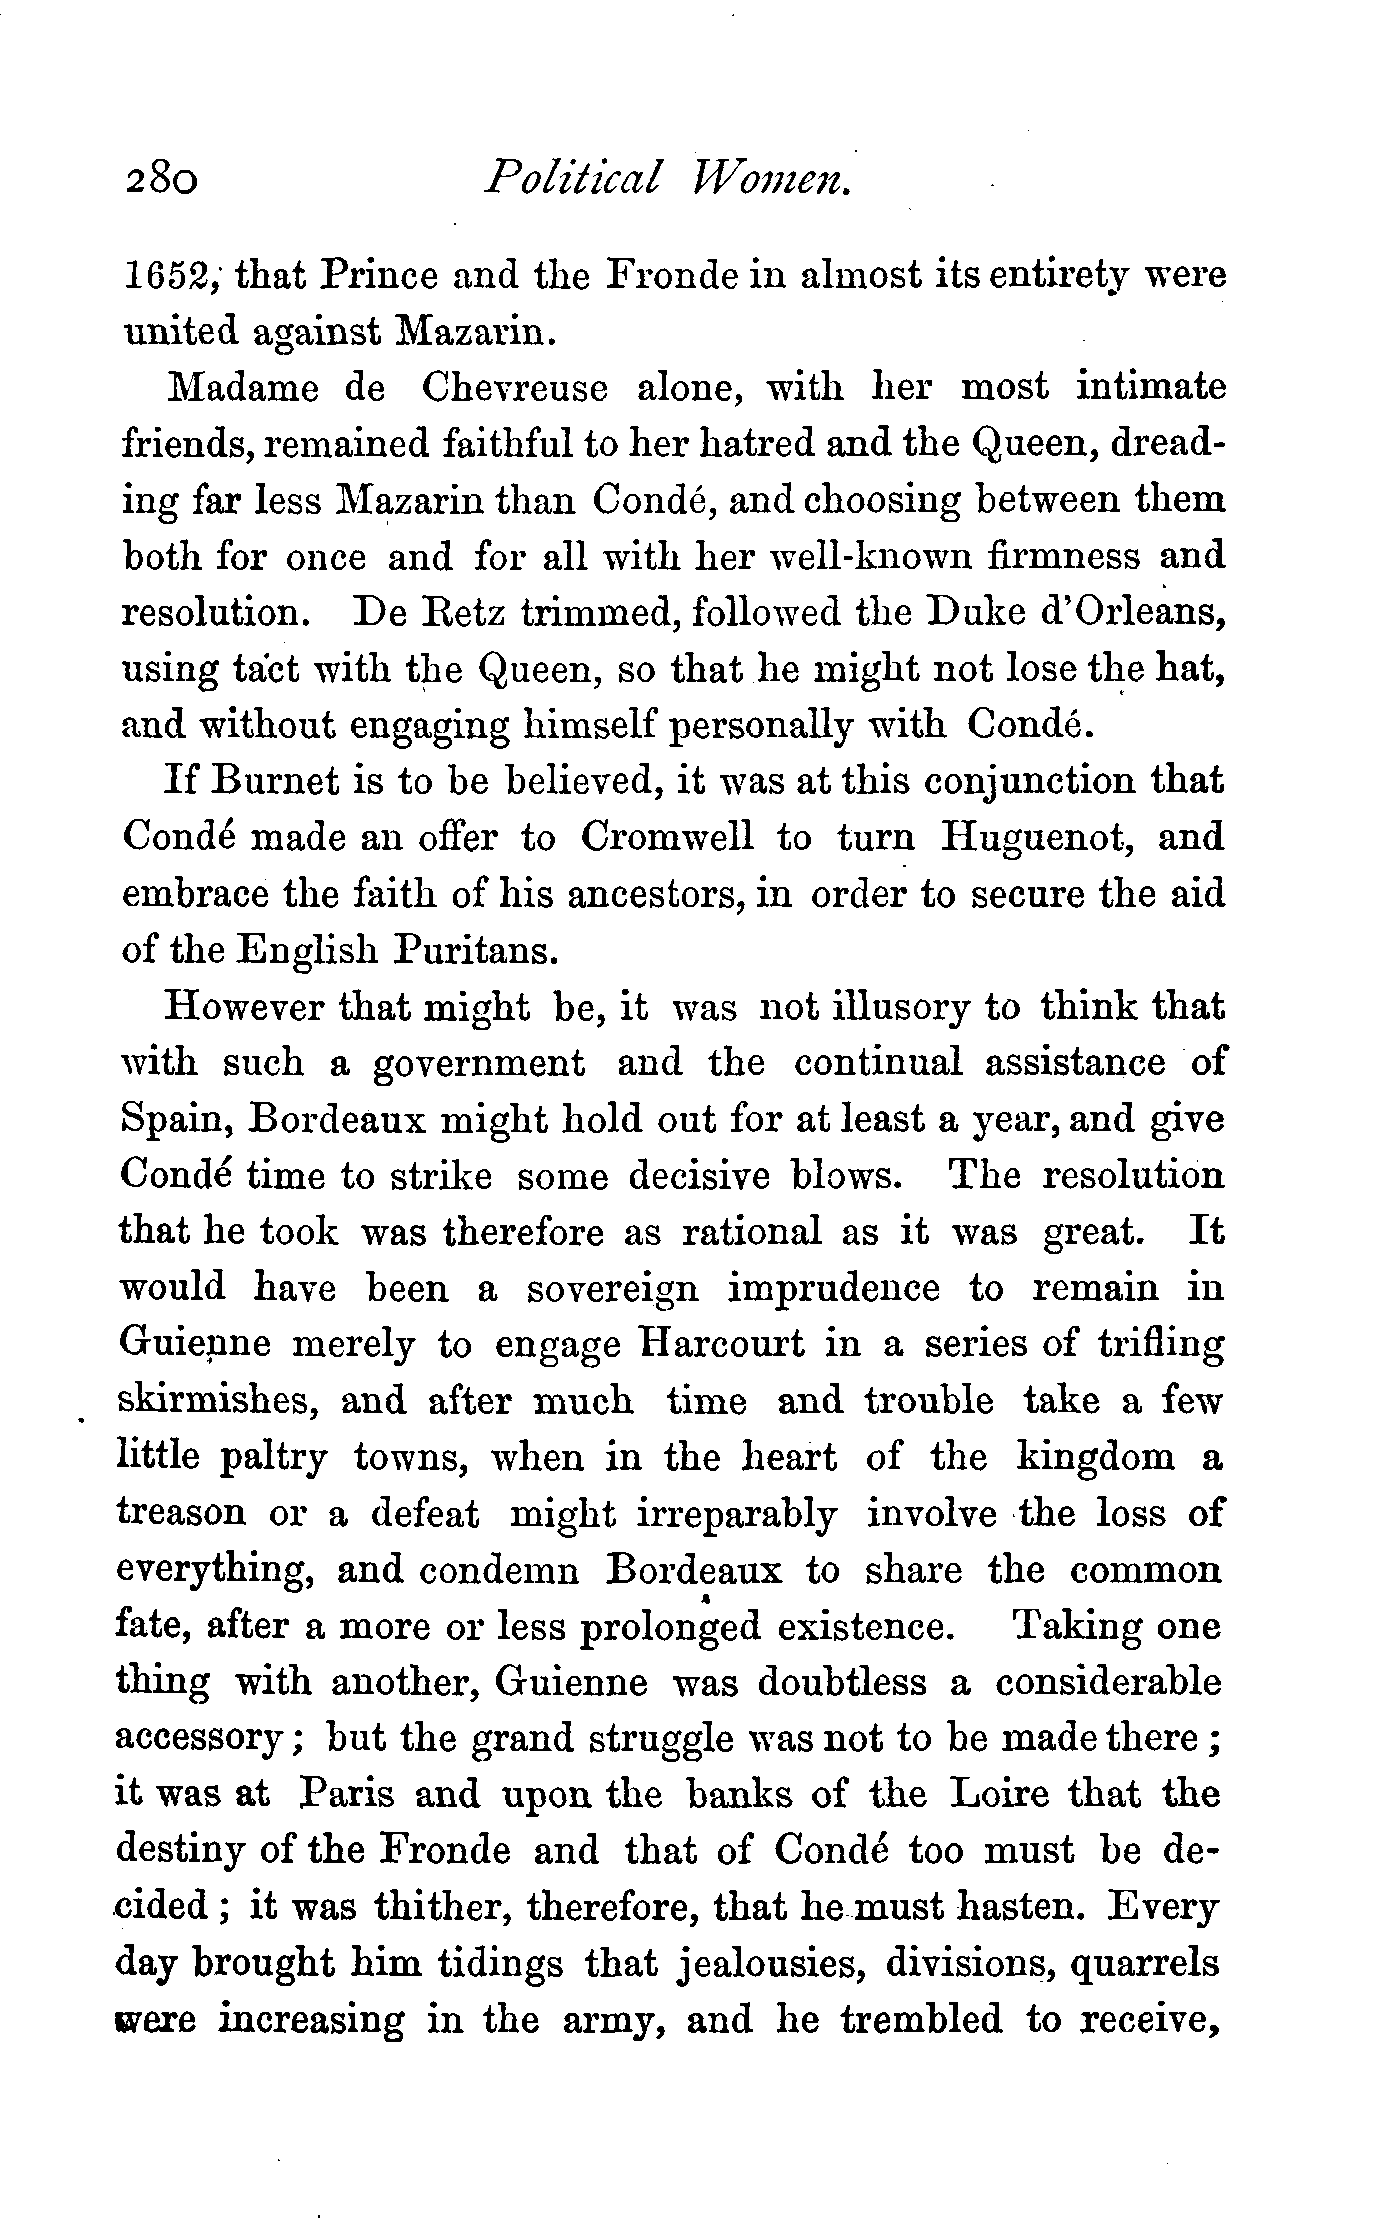 280 Political Women.
1652, that Prince and the Fronde in almost its entirety were
united against Mazarin.
Madame de Chevreuse alone, with her most intimate
friends, remained faithful to her hatred and the Queen, dread-
ing far less Mazarin than Condé, and choosing between them
both for once and for all with her well-known firmness and
resolution. De Retz trimmed, followed the Duke d'Orleans,
using tact with the Queen, so that he might not lose the hat,
and without engaging himself personally with Condé.
If Burnet is to be believed, it was at this conjunction that
Condé made an offer to Cromwell to turn Huguenot, and
embrace the faith of his ancestors, in order to secure the aid
of the English Puritans.
However that might be, it was not illusory to think that
with such a government and the continual assistance of
Spain, Bordeaux might hold out for at least a year, and give
Condé time to strike some decisive blows. The resolution
that he took was therefore as rational as it was great. It
would have been a sovereign imprudence to remain in
Guienne merely to engage Harcourt in a series of trifling
skirmishes, and after much time and trouble take a few
little paltry towns, when in the heart of the kingdom a
treason or a defeat might irreparably involve the loss of
everything, and condemn Bordeaux to share the common
fate, after a more or less prolonged existence. Taking one
thing with another, Guienne was doubtless a considerable
accessory; but the grand struggle was not to be made there;
it was at Paris and upon the banks of the Loire that the
destiny of the Fronde and that of Condé too must be de-
cided; it was thither, therefore, that he must hasten. Every
day brought him tidings that jealousies, divisions, quarrels
were increasing in the army, and he trembled to receive,